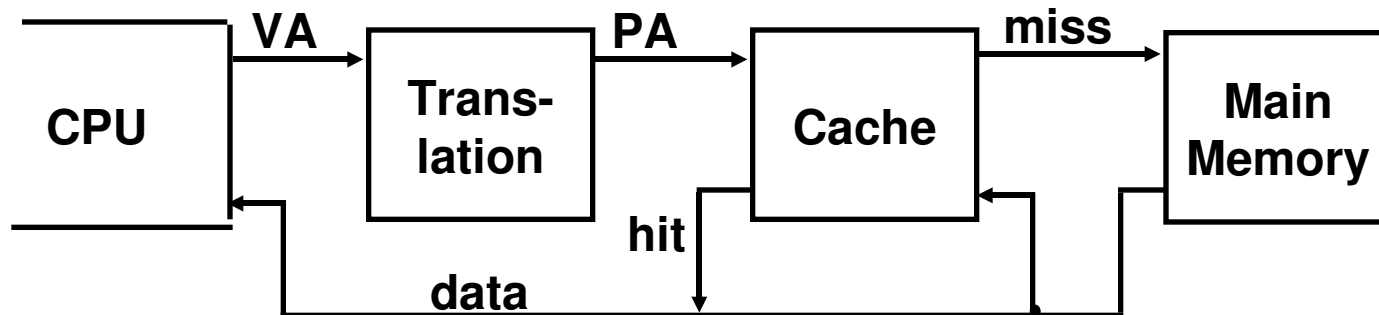 VA
PA
miss
CPU
Trans-
lation
Cache
Main
Memory
hit
data